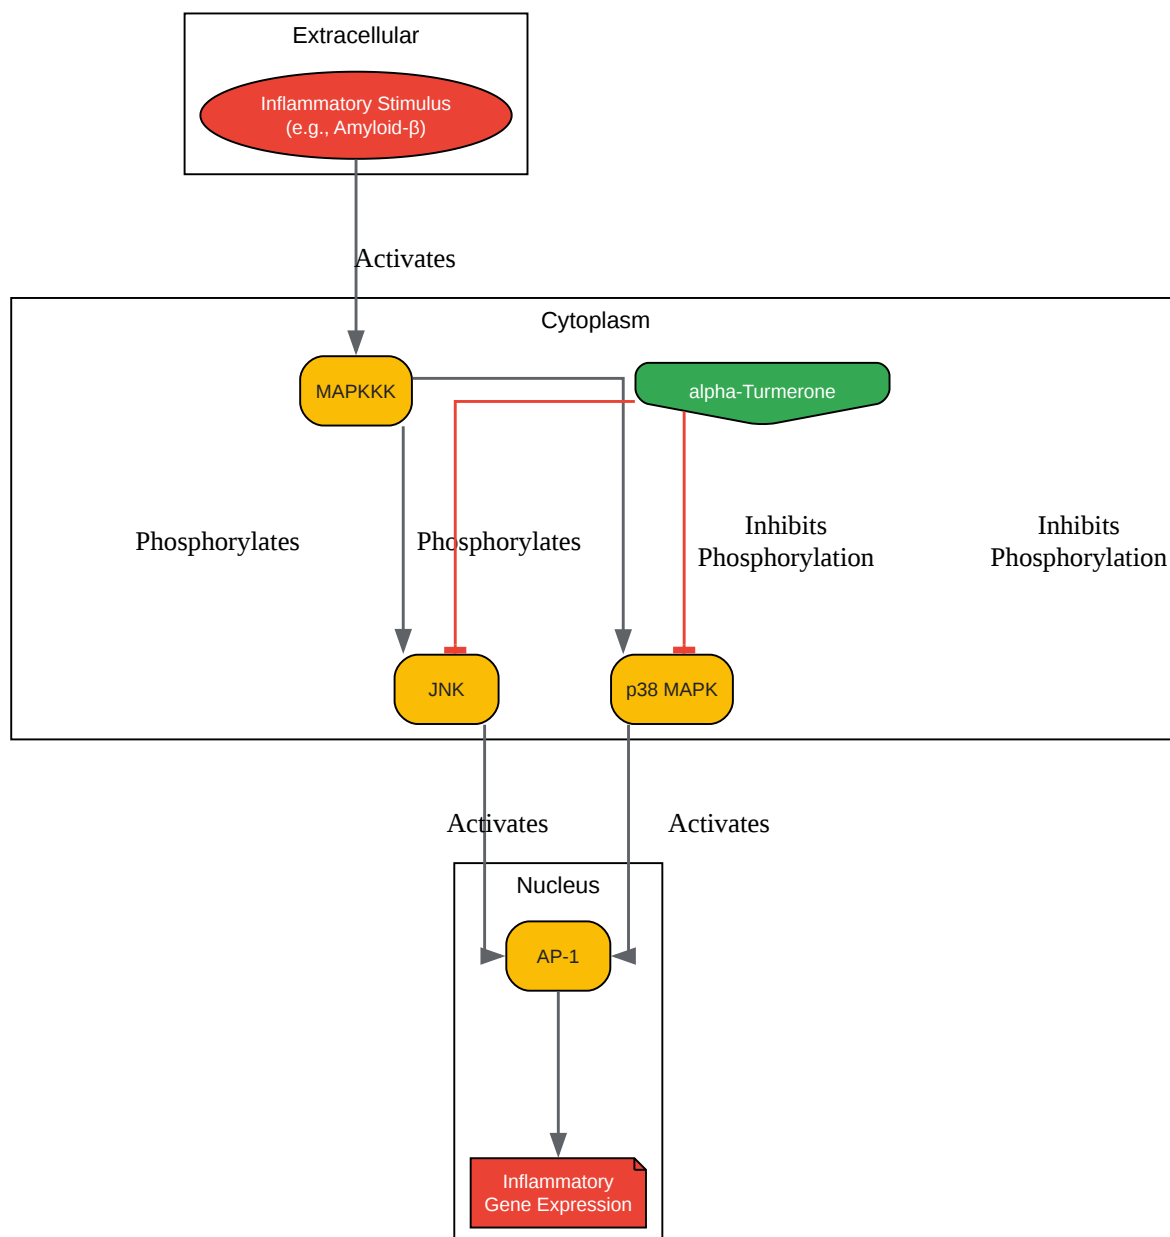 Extracellular
Inflammatory Stimulus
(e.g., Amyloid-β)
Activates
Cytoplasm
MAPKKK
alpha-Turmerone
Phosphorylates
Phosphorylates
Inhibits
Phosphorylation
Inhibits
Phosphorylation
JNK
p38 MAPK
Activates
Activates
Nucleus
AP-1
Inflammatory
Gene Expression